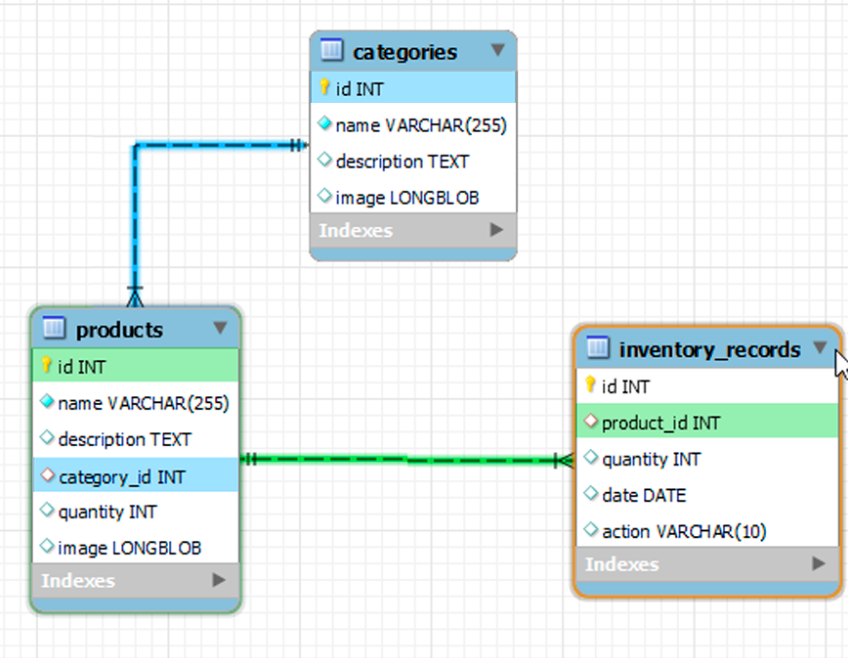 categories
id INT
name VARCHAR(255)
description TEXT
image LONGBLOB
Indexes
products
id INT
name VARCHAR(255)
description TEXT
category_id INT
quantity INT
image LONGBLOB
Indexes
inventory_records
id INT
product_id INT
quantity INT
date DATE
action VARCHAR(10)
Indexes